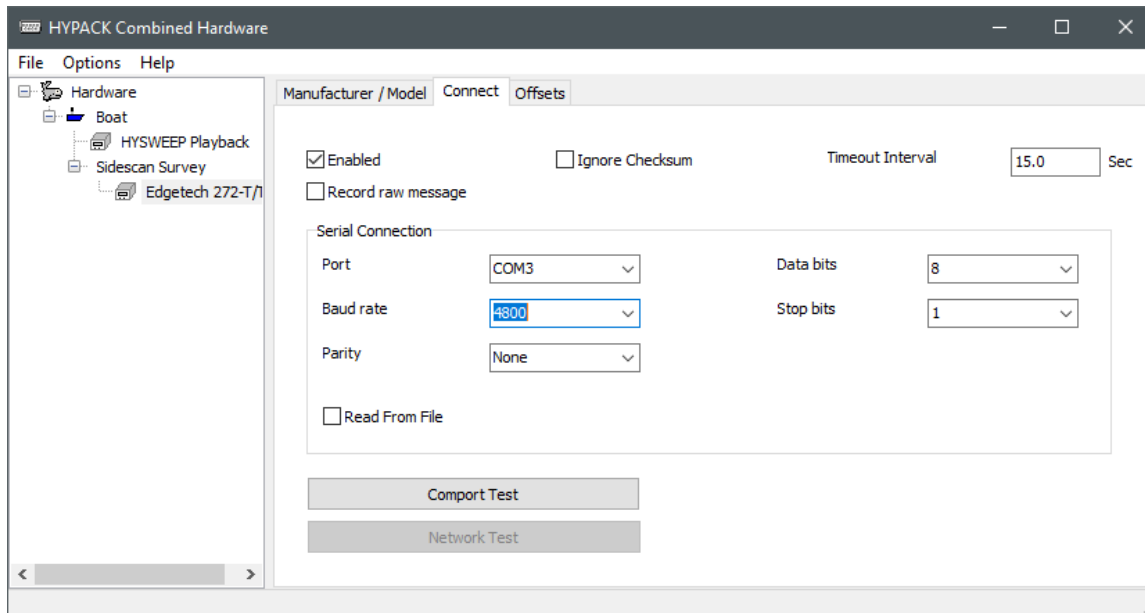 HYPACK Combined Hardware
File Options Help
Hardware
Boat
HYSWEEP Playback
Sidescan Survey
Edgetech 272-T/T
Manufacturer / Model Connect Offsets
Enabled Ignore Checksum Timeout Interval 15.0 Sec
Record raw message
Serial Connection
Port COM3 Data bits 8
Baud rate 4800 Stop bits 1
Parity None
Read From File
Comport Test
Network Test